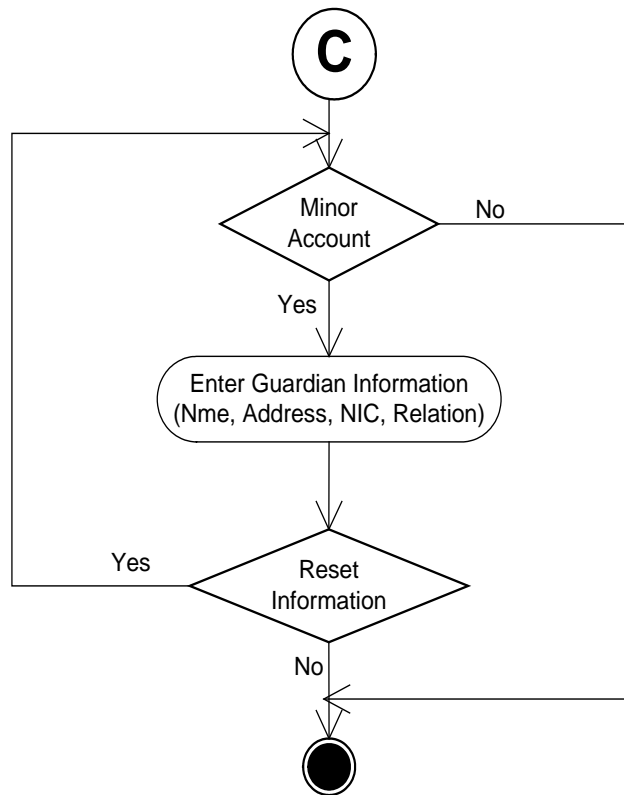 C
Minor
Account
No
Yes
Enter Guardian Information
(Nme, Address, NIC, Relation)
Yes
Reset
Information
No